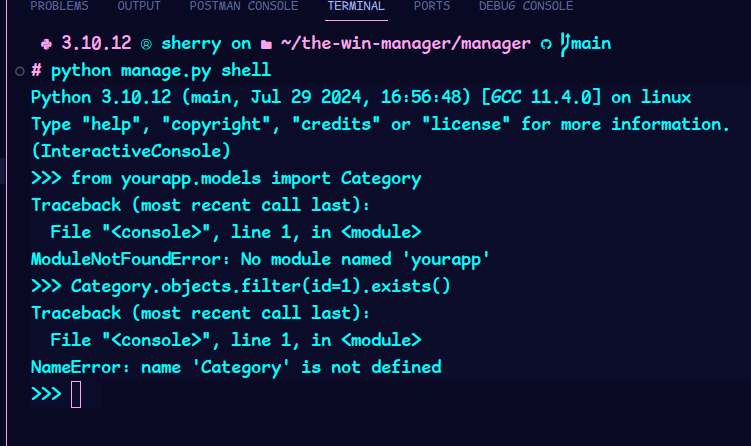 PROBLEMS OUTPUT POSTMAN CONSOLE TERMINAL PORTS DEBUG CONSOLE
3.10.12 sherry on ~/the-win-manager/manager main
# python manage.py shell
Python 3.10.12 (main, Jul 29 2024, 16:56:48) [GCC 11.4.0] on linux
Type "help", "copyright", "credits" or "license" for more information.
(InteractiveConsole)
>>> from yourapp.models import Category
Traceback (most recent call last):
  File "<console>", line 1, in <module>
ModuleNotFoundError: No module named 'yourapp'
>>> Category.objects.filter(id=1).exists()
Traceback (most recent call last):
  File "<console>", line 1, in <module>
NameError: name 'Category' is not defined
>>>